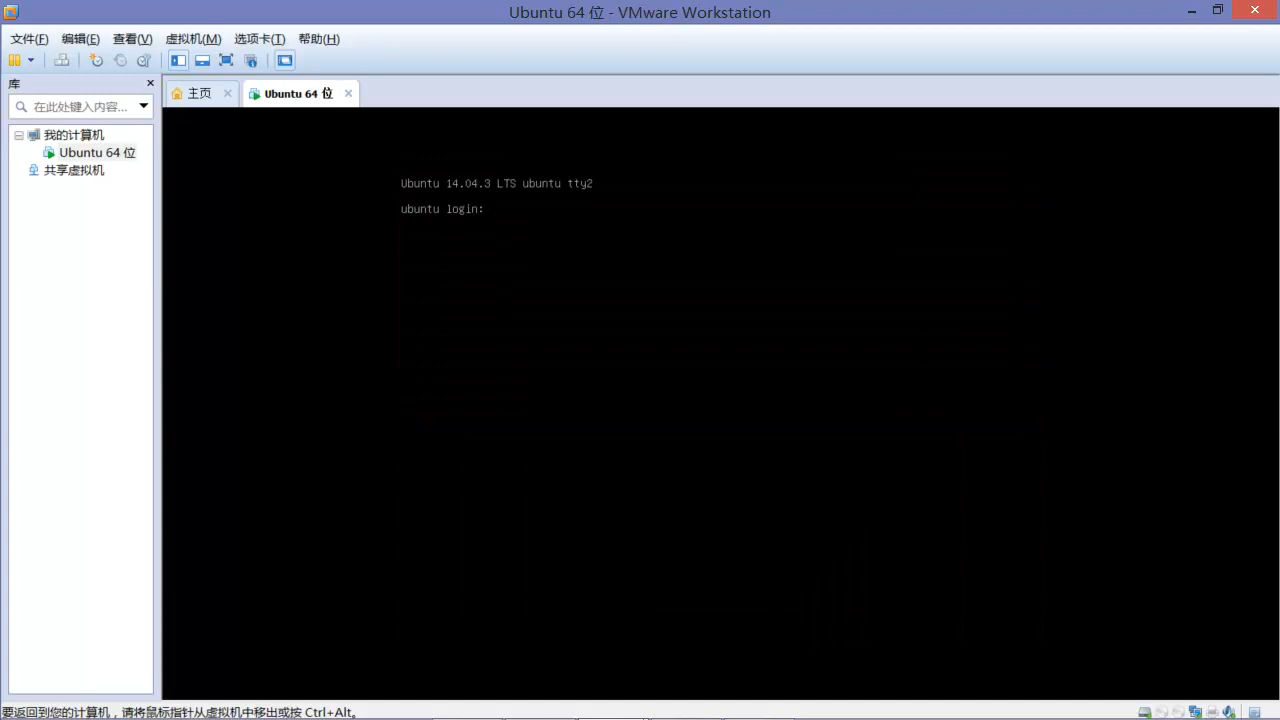 Ubuntu 64 位 - VMware Workstation
文件(F) 编辑(E) 查看(V) 虚拟机(M) 选项卡(T) 帮助(H)
库
在此处键入内容...
主页
Ubuntu 64 位
我的计算机
Ubuntu 64 位
共享虚拟机
Ubuntu 14.04.3 LTS ubuntu tty2
ubuntu login:
要返回到您的计算机，请将鼠标指针从虚拟机中移出或按 Ctrl+Alt。